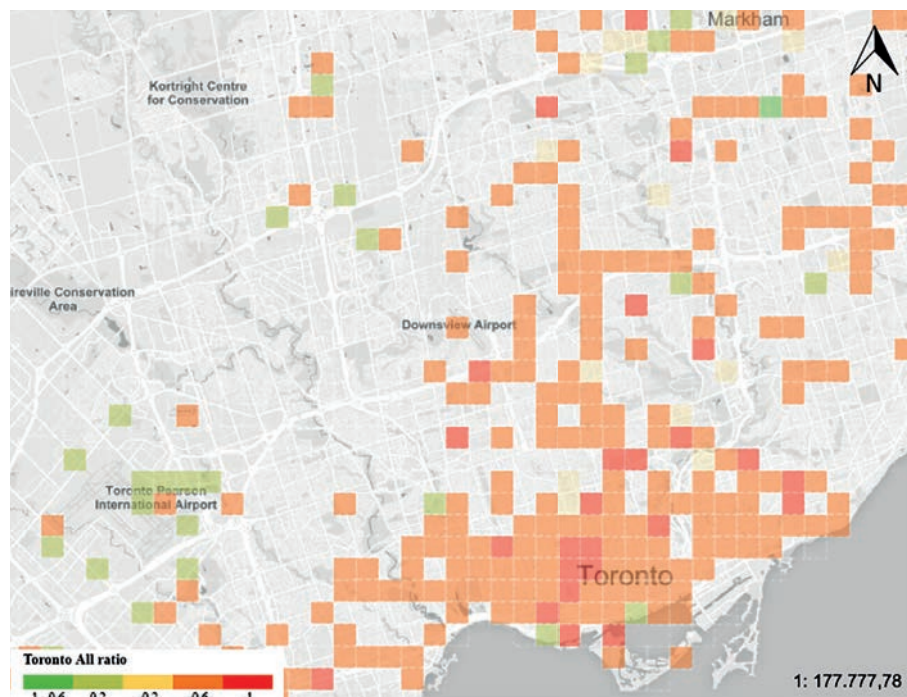 Markham
Kortright Centre
for Conservation
N
ireville Conservation
Area
Downsview Airport
Toronto Pearson
International Airport
Toronto
Toronto All ratio
1: 177.777,78